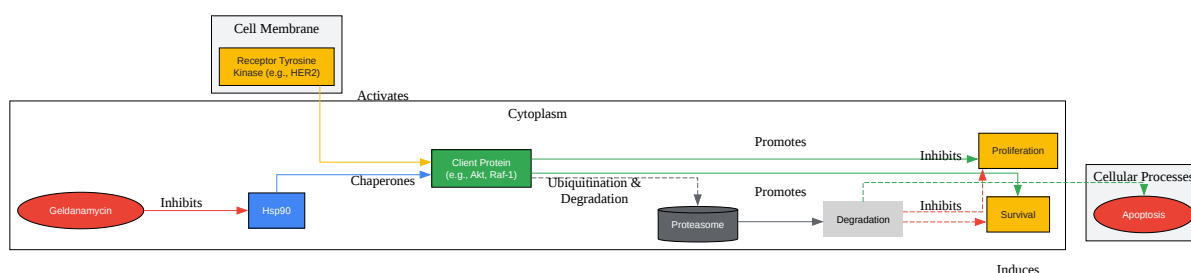 Cell Membrane
Receptor Tyrosine
Kinase (e.g., HER2)
Activates
Cytoplasm
Promotes
Proliferation
Inhibits
Client Protein
(e.g., Akt, Raf-1)
Cellular Processes
Chaperones
Ubiquitination &
Degradation
Promotes
Geldanamycin
Inhibits
Hsp90
Proteasome
Degradation
Inhibits
Survival
Apoptosis
Induces